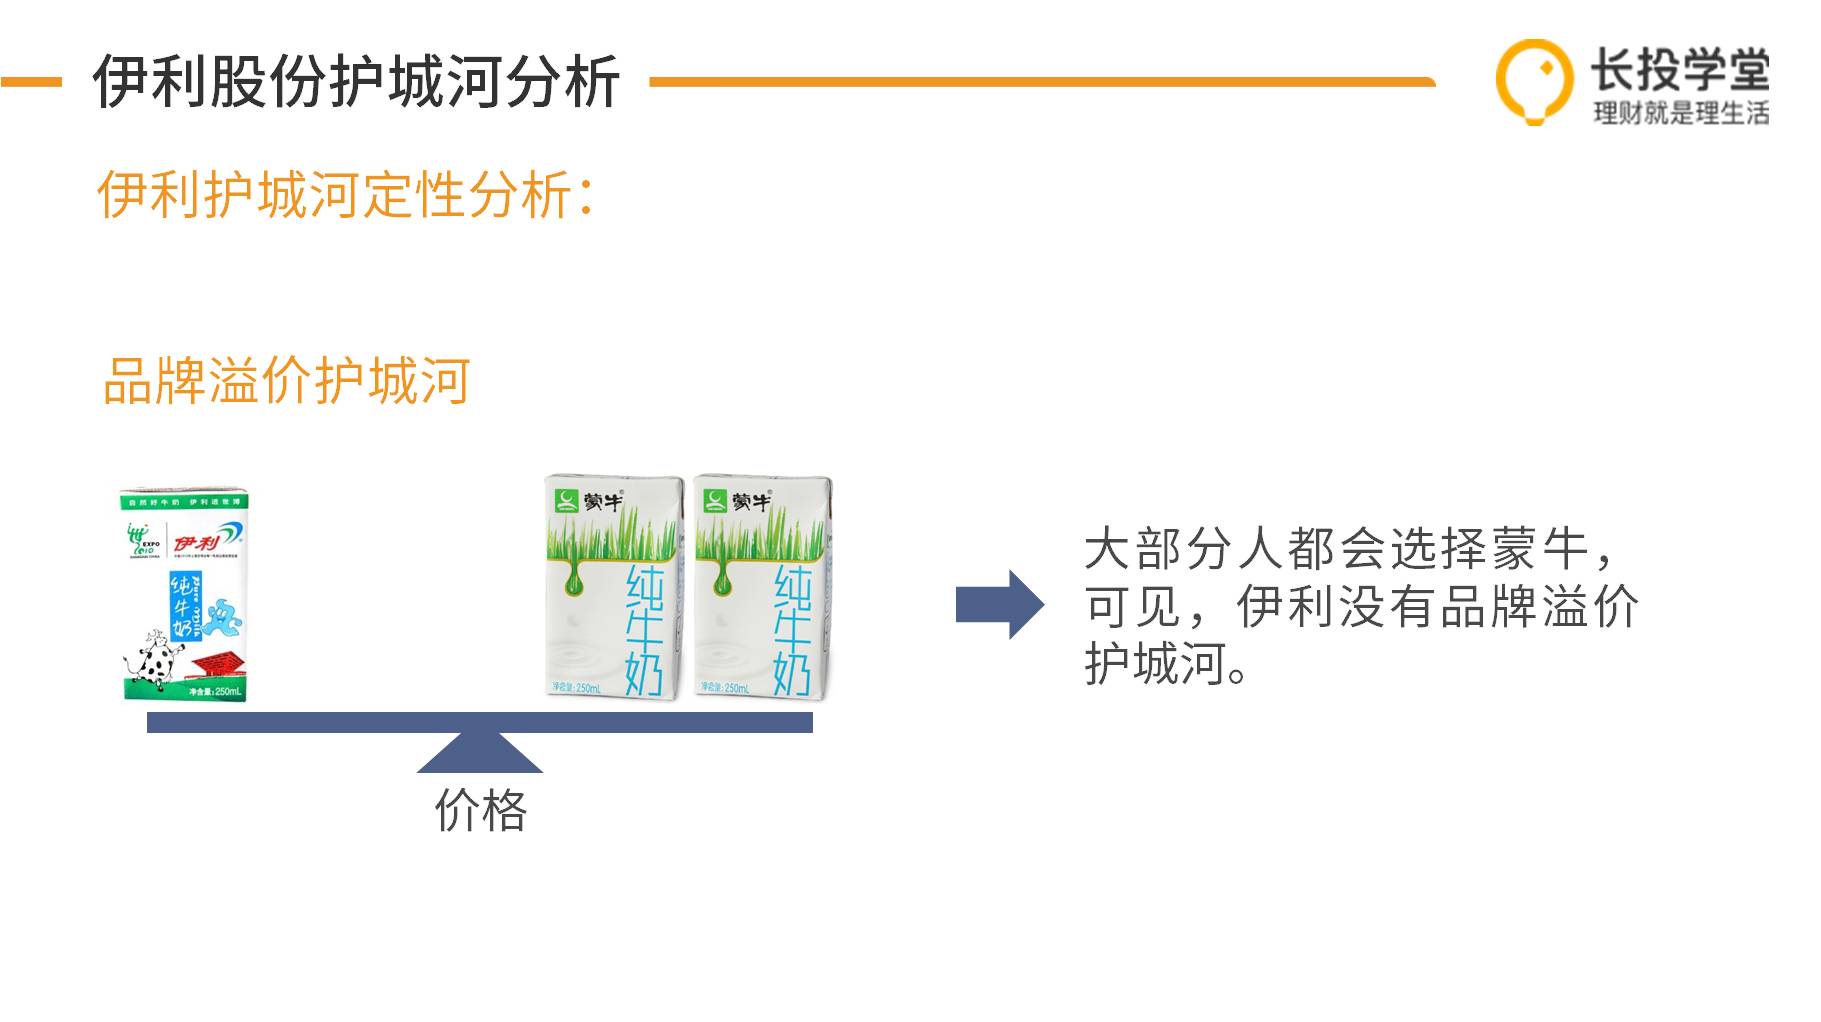 伊利股份护城河分析
长投学堂
理财就是理生活
伊利护城河定性分析：
品牌溢价护城河
自然好牛奶 伊利进世博
EXPO
2010
伊利
纯牛奶
净含量:250mL
蒙牛
纯牛奶
净含量:250mL
蒙牛
纯牛奶
净含量:250mL
大部分人都会选择蒙牛，
可见，伊利没有品牌溢价
护城河。
价格